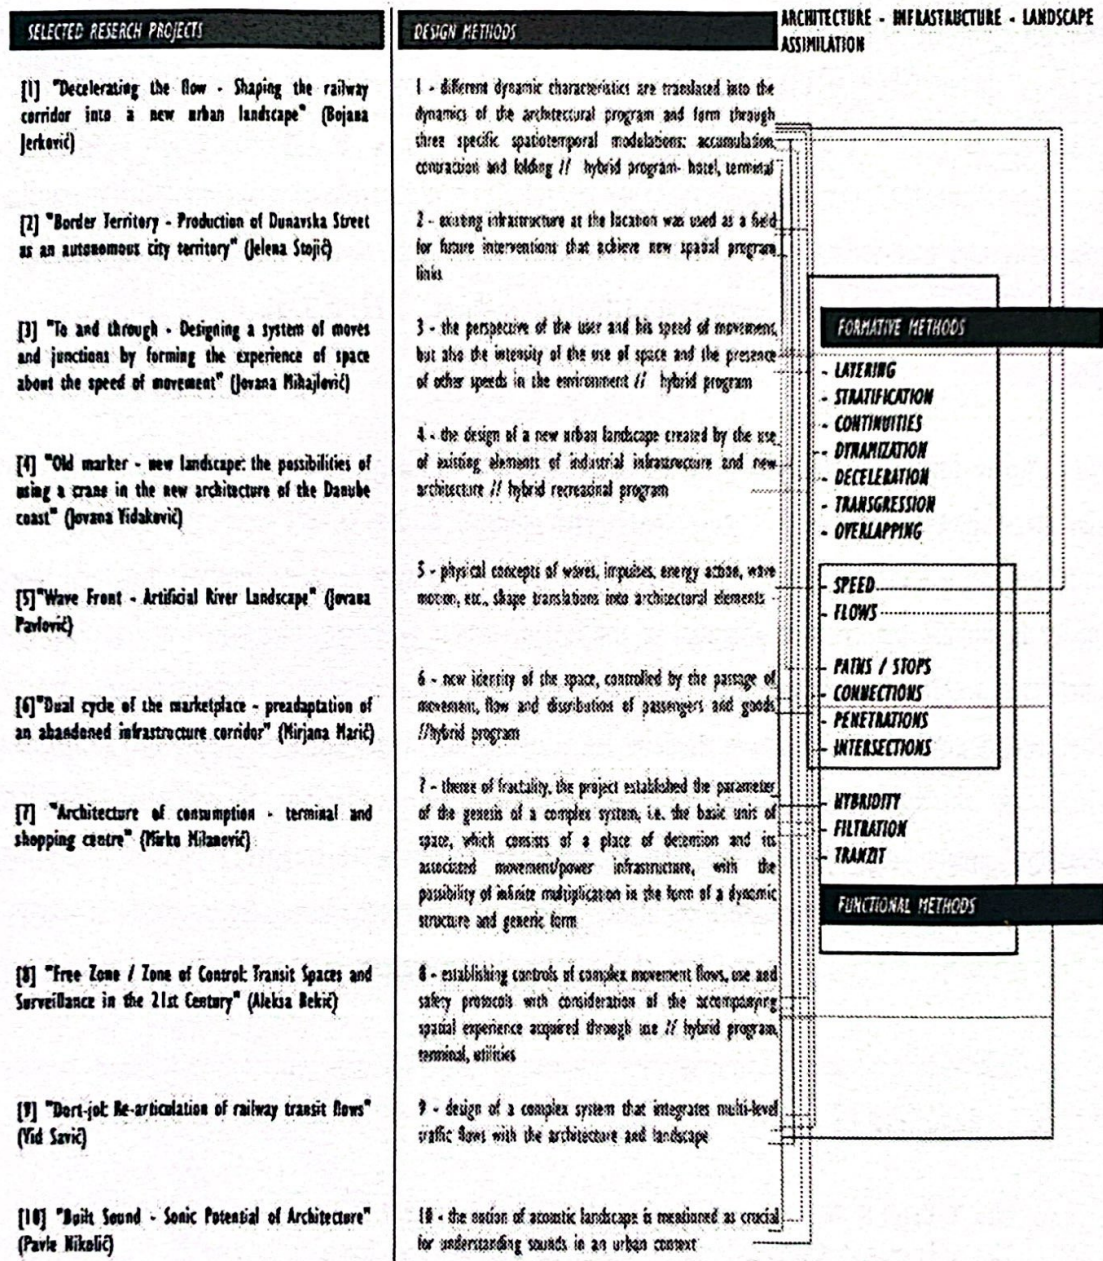 SELECTED RESERCH PROJECTS
[1] "Decelerating the flow - Shaping the railway
corridor into a new urban landscape" (Bojana
Jerković)
[2] "Border Territory - Production of Dunavska Street
as an autonomous city territory" (Jelena Stojić)
[3] "To and through - Designing a system of moves
and junctions by forming the experience of space
about the speed of movement" (Jovana Mihajlović)
[4] "Old marker - new landscape: the possibilities of
using a crane in the new architecture of the Danube
coast" (Jovana Vidaković)
[5]"Wave Front - Artificial River Landscape" (Jovana
Pavlović)
[6]"Dual cycle of the marketplace - preadaptation of
an abandoned infrastructure corridor" (Mirjana Marić)
[7] "Architecture of consumption - terminal and
shopping centre" (Mirko Milanović)
[8] "Free Zone / Zone of Control: Transit Spaces and
Surveillance in the 21st Century" (Aleksa Bekić)
[9] "Dort-jol: Re-articulation of railway transit flows"
(Vid Savić)
[10] "Built Sound - Sonic Potential of Architecture"
(Pavle Nikolić)
DESIGN METHODS
1 - different dynamic characteristics are translated into the
dynamics of the architectural program and form through
three specific spatiotemporal modulations: accumulation,
contraction and folding // hybrid program- hotel, terminal
2 - existing infrastructure at the location was used as a field
for future interventions that achieve new spatial program
links
3 - the perspective of the user and his speed of movement,
but also the intensity of the use of space and the presence
of other speeds in the environment // hybrid program
4 - the design of a new urban landscape created by the use
of existing elements of industrial infrastructure and new
architecture // hybrid recreatinal program
5 - physical concepts of waves, impulses, energy action, wave
motion, etc., shape translations into architectural elements
6 - new identity of the space, controlled by the passage of
movement, flow and distribution of passengers and goods
//hybrid program
7 - theme of fractality, the project established the parameter
of the genesis of a complex system, i.e. the basic unit of
space, which consists of a place of detention and its
associated movement/power infrastructure, with the
possibility of infinite multiplication in the form of a dynamic
structure and generic form
8 - establishing controls of complex movement flows, use and
safety protocols with consideration of the accompanying
spatial experience acquired through use // hybrid program,
terminal, utilities
9 - design of a complex system that integrates multi-level
traffic flows with the architecture and landscape
10 - the notion of acoustic landscape is mentioned as crucial
for understanding sounds in an urban context
ARCHITECTURE - INFRASTRUCTURE - LANDSCAPE
ASSIMILATION
FORMATIVE METHODS
- LAYERING
- STRATIFICATION
- CONTINUITIES
- DYNAMIZATION
- DECELERATION
- TRANSGRESSION
- OVERLAPPING
- SPEED
- FLOWS
- PATHS / STOPS
- CONNECTIONS
- PENETRATIONS
- INTERSECTIONS
- HYBRIDITY
- FILTRATION
- TRANZIT
FUNCTIONAL METHODS